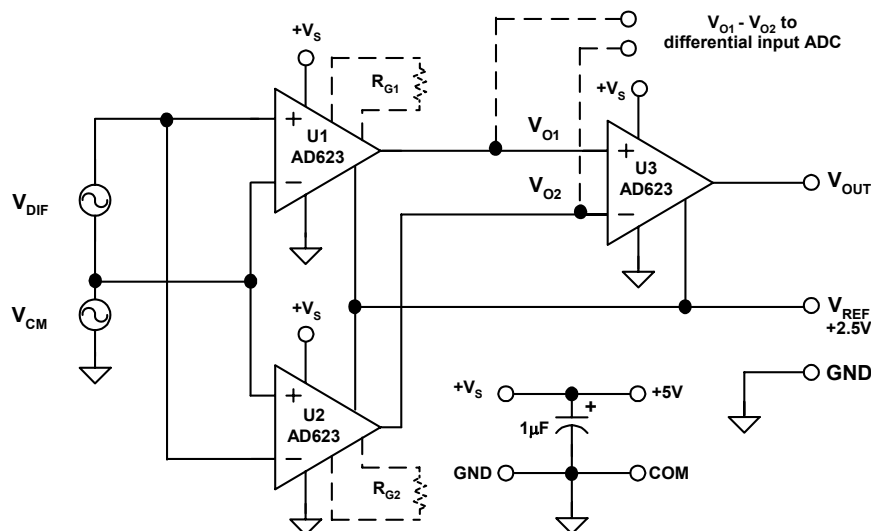 V_O1 - V_O2 to
differential input ADC
+V_S
R_G1
+
U1
AD623
−
+V_S
V_O1
+
U3
AD623
−
V_O2
V_OUT
V_DIF
V_CM
+V_S
V_REF
+2.5V
+
U2
AD623
−
R_G2
+V_S
+5V
+
1µF
GND
COM
GND